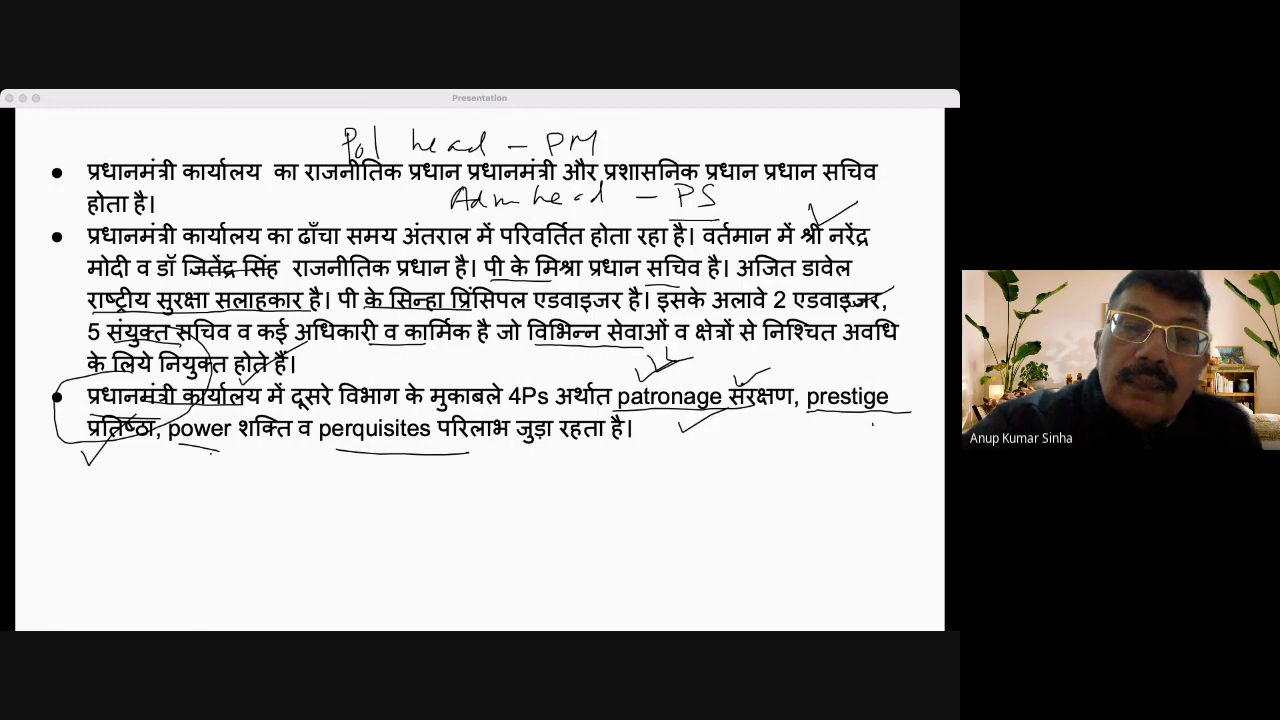 Presentation
Pol head - PM
• प्रधानमंत्री कार्यालय का राजनीतिक प्रधान प्रधानमंत्री और प्रशासनिक प्रधान प्रधान सचिव
Adm head - PS
होता है।
• प्रधानमंत्री कार्यालय का ढाँचा समय अंतराल में परिवर्तित होता रहा है। वर्तमान में श्री नरेंद्र
मोदी व डॉ जितेंद्र सिंह राजनीतिक प्रधान है। पी के मिश्रा प्रधान सचिव है। अजित डावेल
राष्ट्रीय सुरक्षा सलाहकार है। पी के सिन्हा प्रिंसिपल एडवाइजर है। इसके अलावे 2 एडवाइजर,
5 संयुक्त सचिव व कई अधिकारी व कार्मिक है जो विभिन्न सेवाओं व क्षेत्रों से निश्चित अवधि
के लिये नियुक्त होते हैं।
• प्रधानमंत्री कार्यालय में दूसरे विभाग के मुकाबले 4Ps अर्थात patronage संरक्षण, prestige
प्रतिष्ठा, power शक्ति व perquisites परिलाभ जुड़ा रहता है।
Anup Kumar Sinha